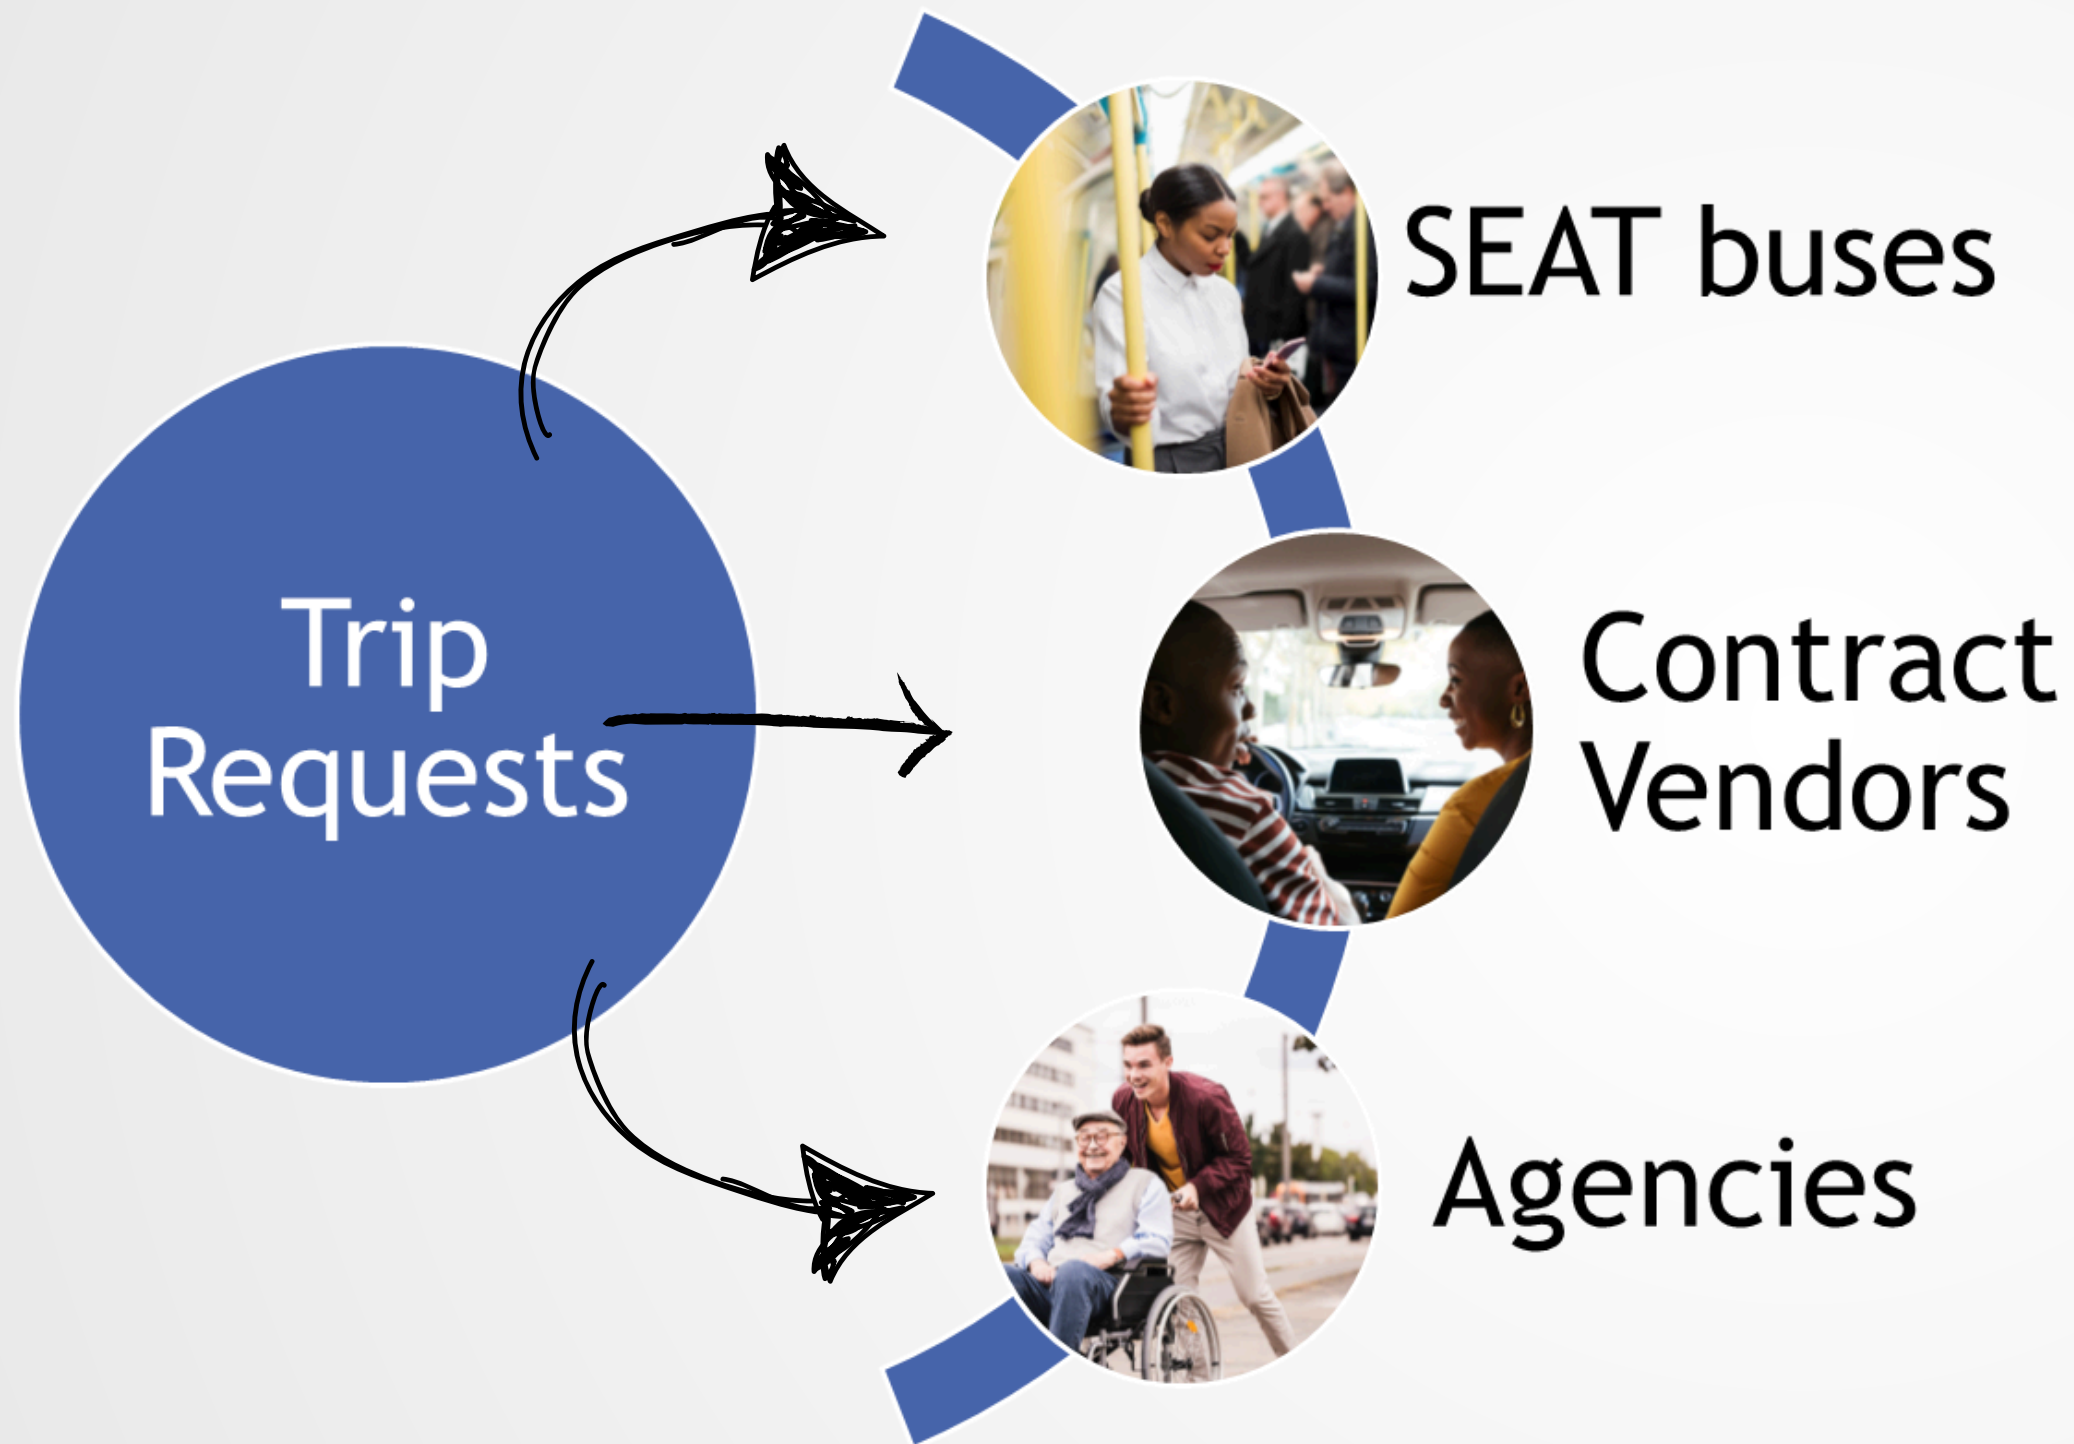 Trip
Requests
SEAT buses
Contract
Vendors
Agencies